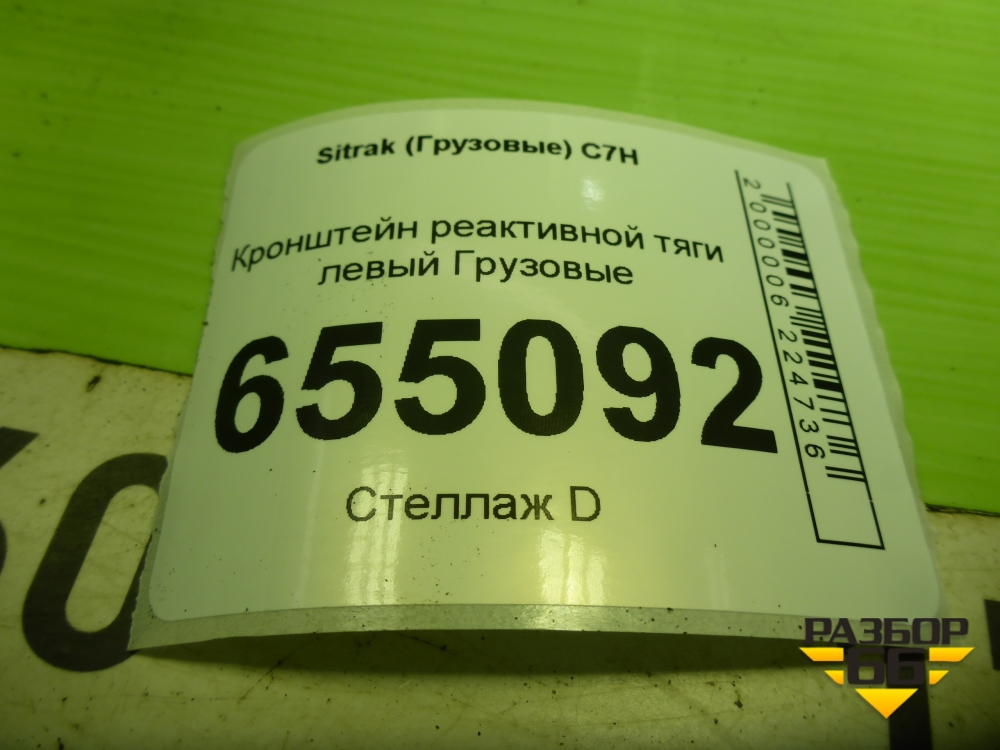 Sitrak (Грузовые) C7H
Кронштейн реактивной тяги
левый Грузовые
655092
Стеллаж D
2000006224736
РАЗБОР
66